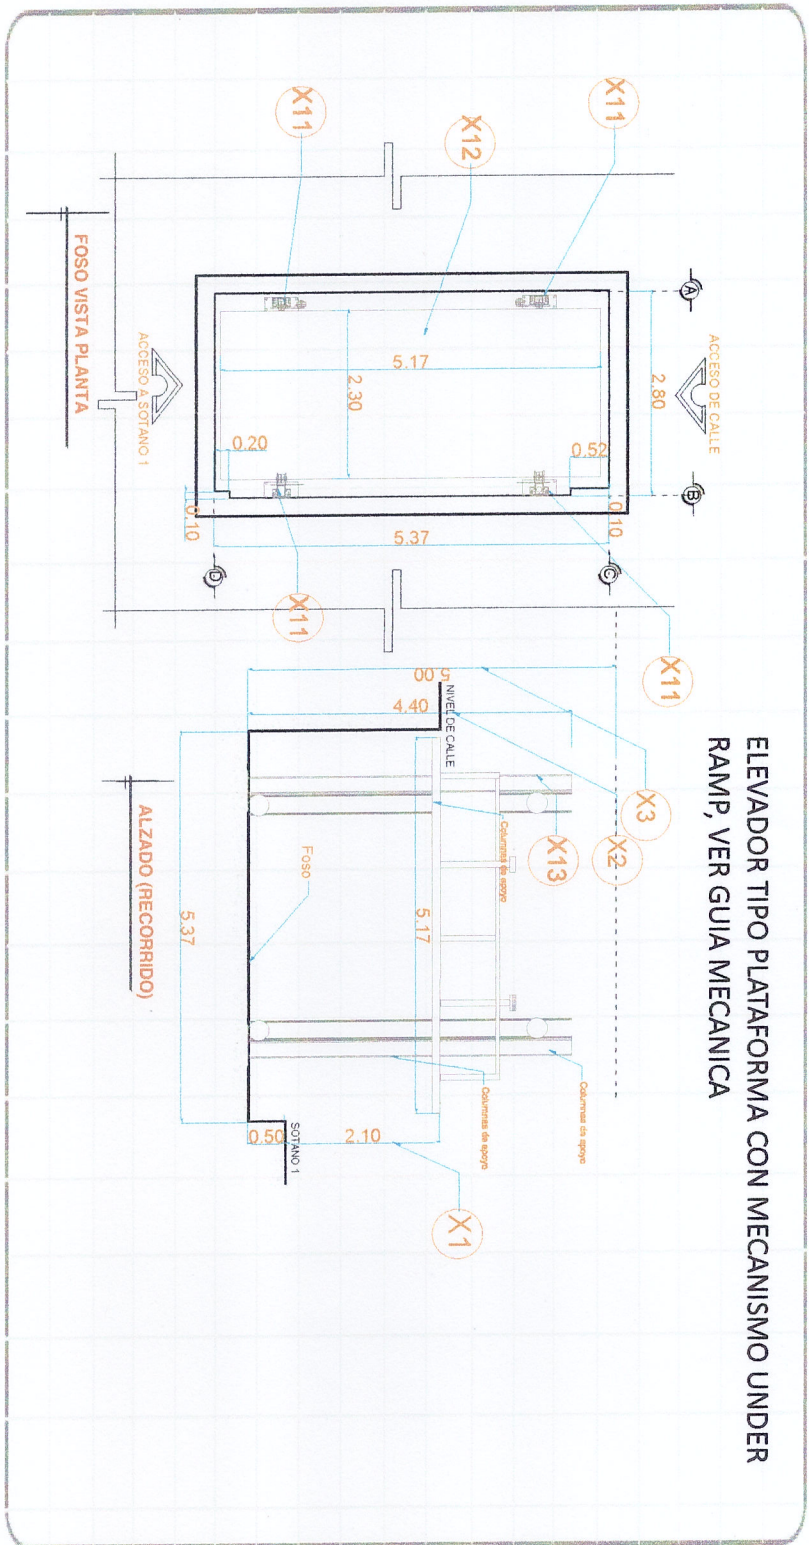 ELEVADOR TIPO PLATAFORMA CON MECANISMO UNDER
RAMP, VER GUIA MECANICA
X11
X12
X11
A
ACCESO DE CALLE
2.80
5.17
2.30
0.20
0.52
B
0.10
0.10
5.37
D
C
ACCESO A SOTANO 1
FOSO VISTA PLANTA
X11
X11
5.00
4.40
NIVEL DE CALLE
X3
X2
X13
Columnas de apoyo
5.17
Foso
5.37
Columnas de apoyo
Columnas de apoyo
0.50
2.10
SOTANO 1
X1
ALZADO (RECORRIDO)